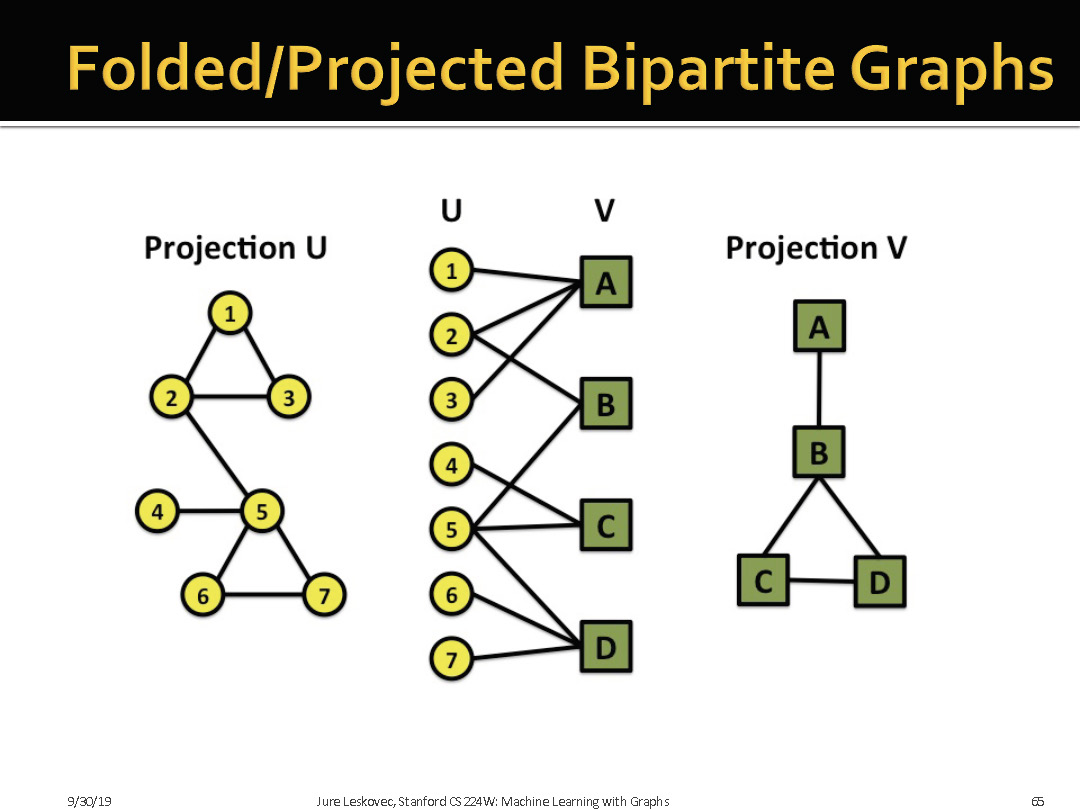 Folded/Projected Bipartite Graphs
Projection U
1
2
3
4
5
6
7
U
V
1
2
3
4
5
6
7
A
B
C
D
Projection V
A
B
C
D
9/30/19
Jure Leskovec, Stanford CS224W: Machine Learning with Graphs
65